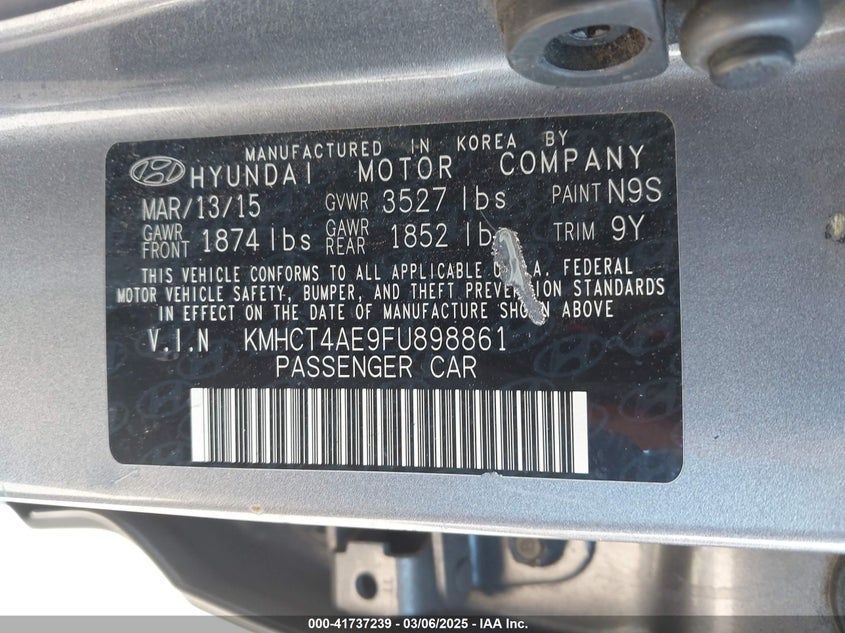 MANUFACTURED IN KOREA BY
HYUNDAI MOTOR COMPANY
MAR/13/15 GVWR 3527 lbs PAINT N9S
GAWR FRONT 1874 lbs GAWR REAR 1852 lb TRIM 9Y
THIS VEHICLE CONFORMS TO ALL APPLICABLE U.A. FEDERAL
MOTOR VEHICLE SAFETY, BUMPER, AND THEFT PREVENTION STANDARDS
IN EFFECT ON THE DATE OF MANUFACTURE SHOWN ABOVE
V.I.N KMHCT4AE9FU898861
PASSENGER CAR
000-41737239 - 03/06/2025 - IAA Inc.